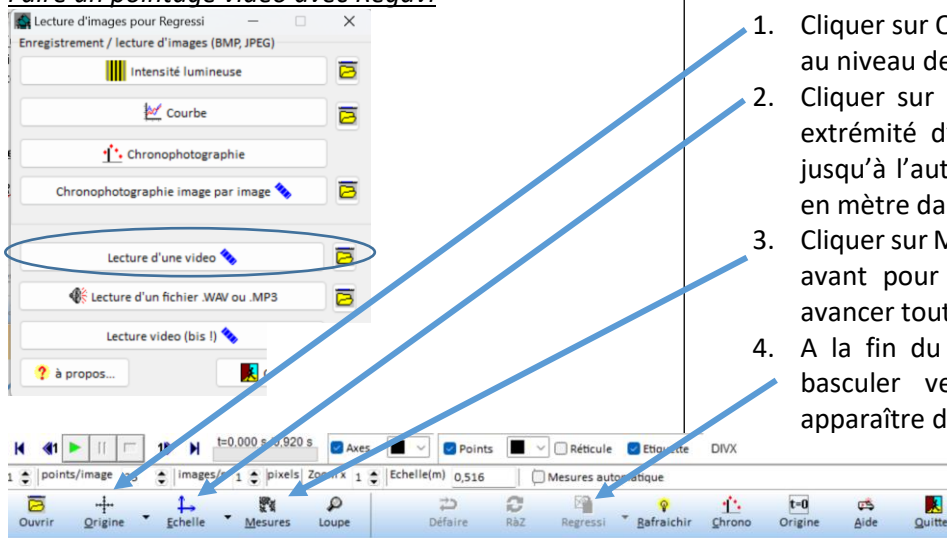 Faire un pointage vidéo avec Regavi
Lecture d'images pour Regressi
Enregistrement / lecture d'images (BMP, JPEG)
Intensité lumineuse
Courbe
Chronophotographie
Chronophotographie image par image
Lecture d'une video
Lecture d'un fichier .WAV ou .MP3
Lecture video (bis !)
? à propos...
1. Cliquer sur
au niveau
2. Cliquer sur
extrémité
jusqu'à l'aut
en mètre da
3. Cliquer sur M
avant pour
avancer tout
4. A la fin du
basculer ve
apparaître d
t=0,000 s 0,920 s Axes Points Réticule Etiquette DIVX
1 points/image images/ 1 pixels Zoom x 1 Echelle(m) 0,516 Mesures automatique
Ouvrir Origine Echelle Mesures Loupe Défaire RàZ Regressi Rafraichir Chrono t=0 Origine Aide Quitte